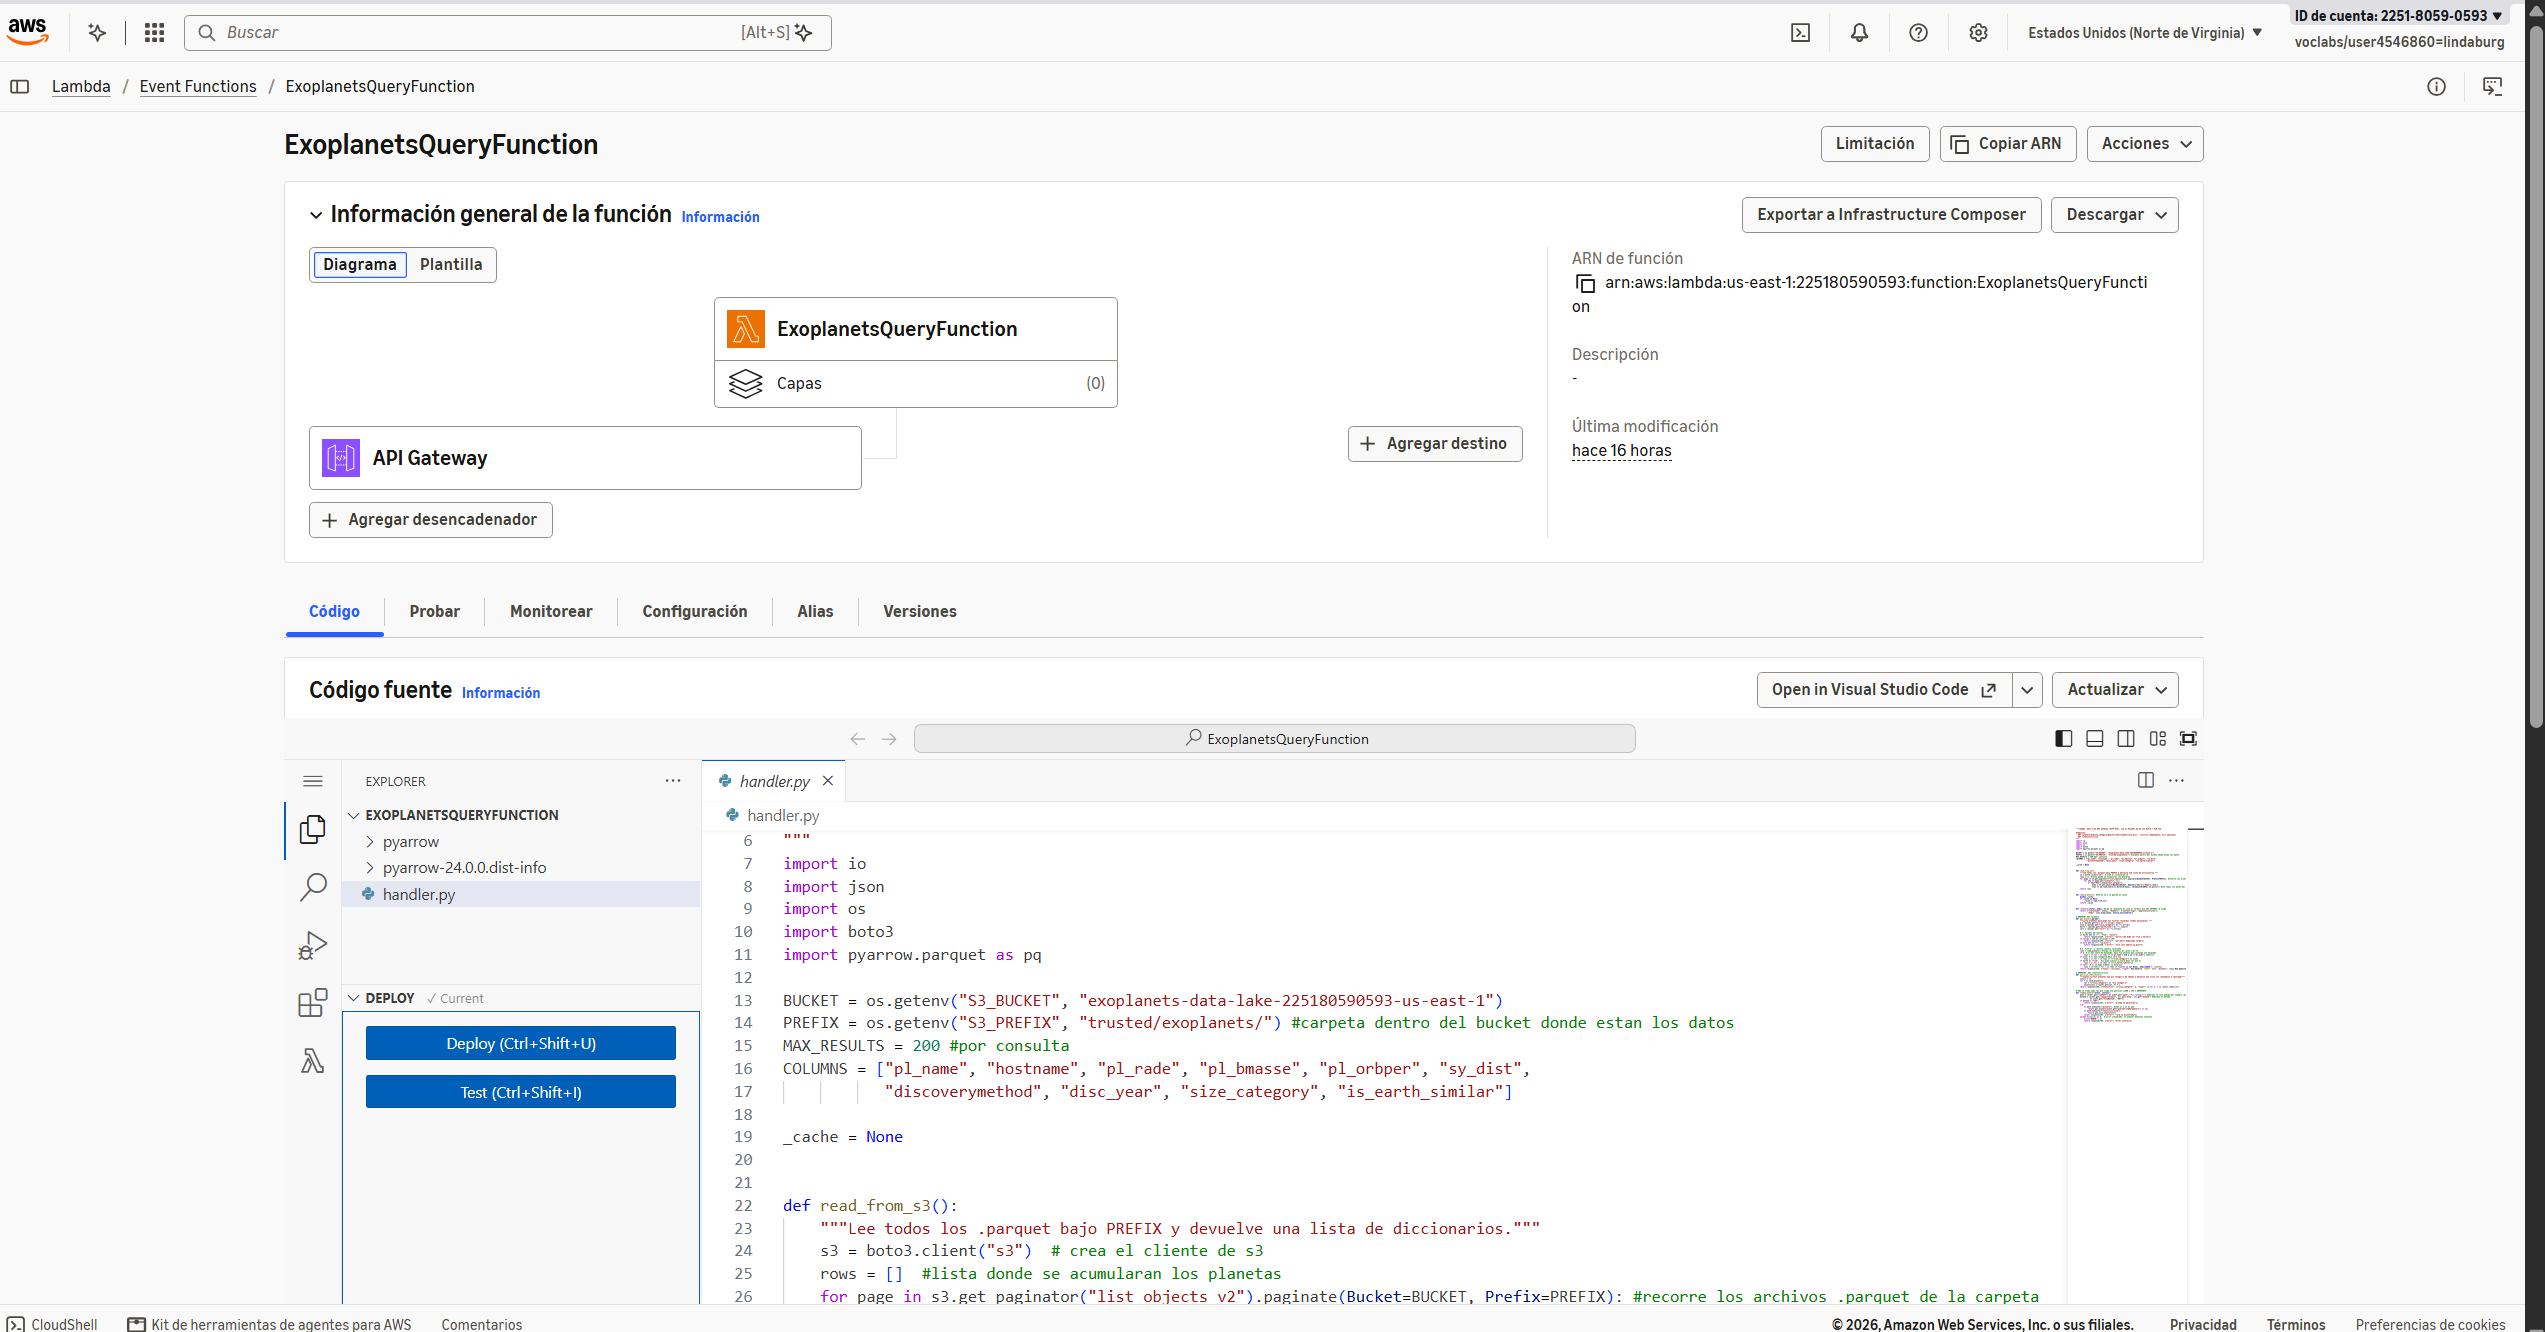 aws
Buscar
[Alt+S]
Estados Unidos (Norte de Virginia)
ID de cuenta: 2251-8059-0593
voclabs/user4546860=lindaburg
Lambda / Event Functions / ExoplanetsQueryFunction
ExoplanetsQueryFunction
Limitación
Copiar ARN
Acciones
Información general de la función Información
Exportar a Infrastructure Composer
Descargar
Diagrama
Plantilla
ExoplanetsQueryFunction
Capas
(0)
API Gateway
Agregar desencadenador
Agregar destino
ARN de función
arn:aws:lambda:us-east-1:225180590593:function:ExoplanetsQueryFuncti
on
Descripción
-
Última modificación
hace 16 horas
Código
Probar
Monitorear
Configuración
Alias
Versiones
Código fuente Información
Open in Visual Studio Code
Actualizar
ExoplanetsQueryFunction
EXPLORER
EXOPLANETSQUERYFUNCTION
pyarrow
pyarrow-24.0.0.dist-info
handler.py
DEPLOY Current
Deploy (Ctrl+Shift+U)
Test (Ctrl+Shift+I)
handler.py
handler.py
6 """
7 import io
8 import json
9 import os
10 import boto3
11 import pyarrow.parquet as pq
12
13 BUCKET = os.getenv("S3_BUCKET", "exoplanets-data-lake-225180590593-us-east-1")
14 PREFIX = os.getenv("S3_PREFIX", "trusted/exoplanets/") #carpeta dentro del bucket donde estan los datos
15 MAX_RESULTS = 200 #por consulta
16 COLUMNS = ["pl_name", "hostname", "pl_rade", "pl_bmasse", "pl_orbper", "sy_dist",
17 "discoverymethod", "disc_year", "size_category", "is_earth_similar"]
18
19 _cache = None
20
21
22 def read_from_s3():
23 """Lee todos los .parquet bajo PREFIX y devuelve una lista de diccionarios."""
24 s3 = boto3.client("s3") # crea el cliente de s3
25 rows = [] #lista donde se acumularan los planetas
26 for page in s3.get_paginator("list_objects_v2").paginate(Bucket=BUCKET, Prefix=PREFIX): #recorre los archivos .parquet de la carpeta
CloudShell
Kit de herramientas de agentes para AWS
Comentarios
© 2026, Amazon Web Services, Inc. o sus filiales.
Privacidad
Términos
Preferencias de cookies